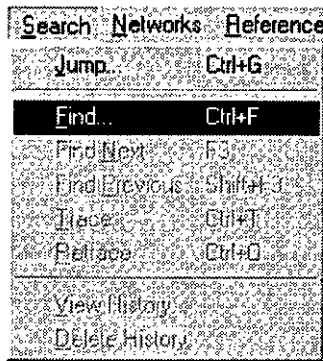 Search Networks Reference
Jump... Ctrl+G
Find... Ctrl+F
Find Next F3
Find Previous Shift+F3
Trace... Ctrl+T
Retrace Ctrl+O
View History...
Delete History